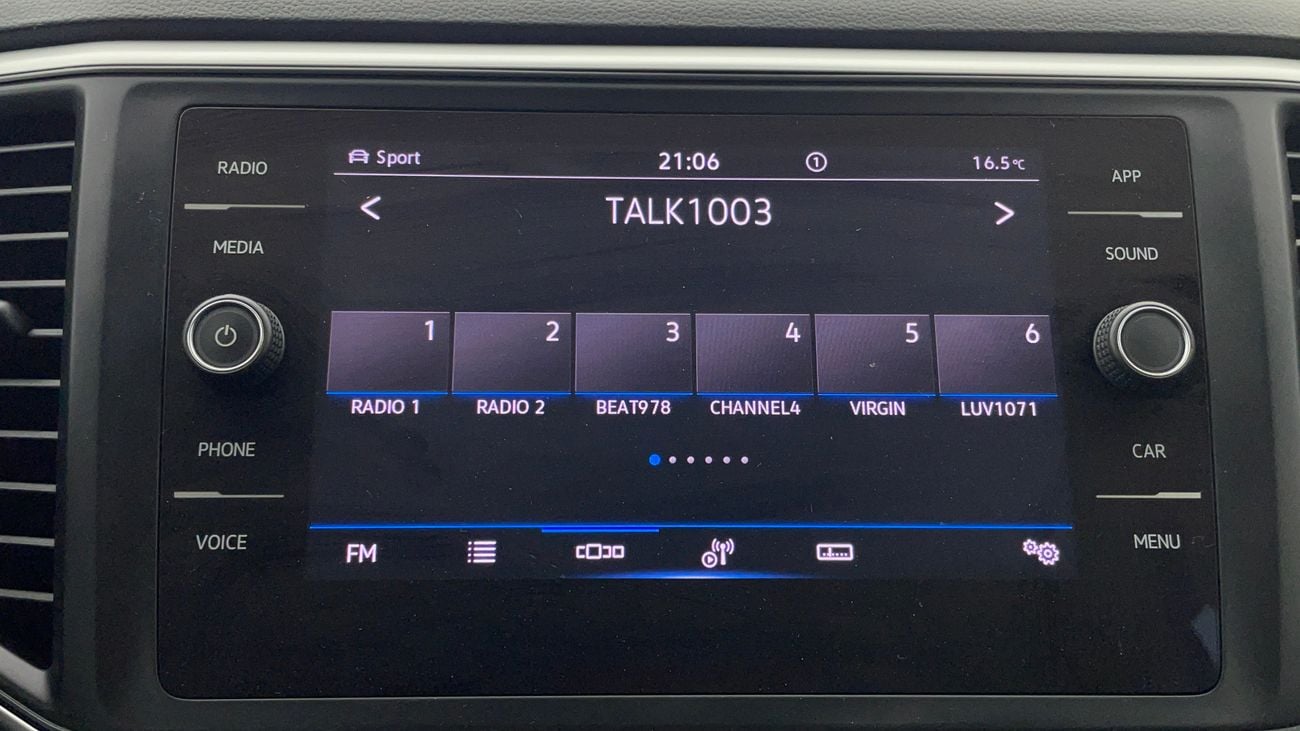 RADIO
MEDIA
PHONE
VOICE
Sport 21:06 1 16.5°C
< TALK1003 >
1 2 3 4 5 6
RADIO 1 RADIO 2 BEAT978 CHANNEL4 VIRGIN LUV1071
FM
APP
SOUND
CAR
MENU